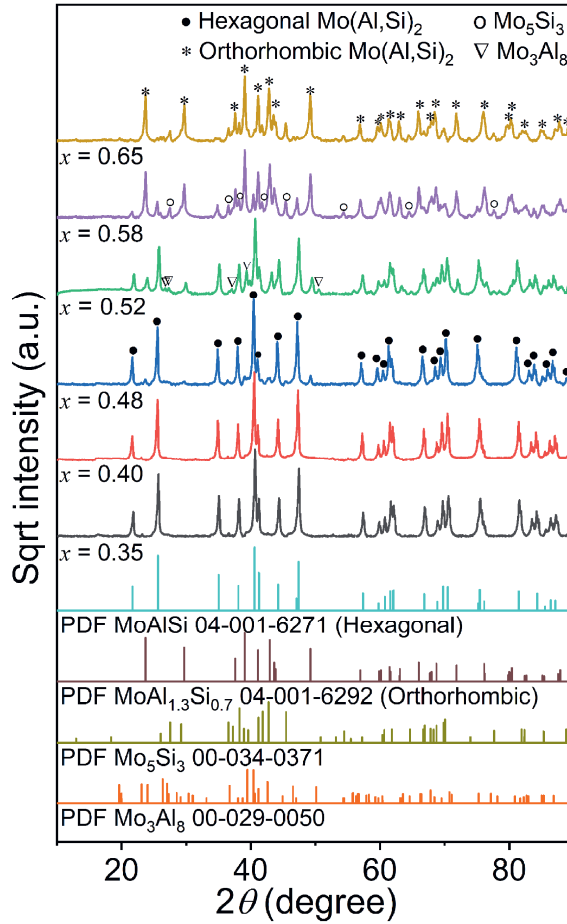 ● Hexagonal Mo(Al,Si)₂ o Mo₅Si₃
* Orthorhombic Mo(Al,Si)₂ ▽ Mo₃Al₈
x = 0.65
x = 0.58
x = 0.52
x = 0.48
x = 0.40
x = 0.35
PDF MoAlSi 04-001-6271 (Hexagonal)
PDF MoAl₁.₃Si₀.₇ 04-001-6292 (Orthorhombic)
PDF Mo₅Si₃ 00-034-0371
PDF Mo₃Al₈ 00-029-0050
20 40 60 80
2θ (degree)
Sqrt intensity (a.u.)